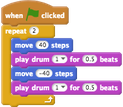 when clicked
repeat 2
move 40 steps
play drum 1 for 0.5 beats
move -40 steps
play drum 1 for 0.5 beats